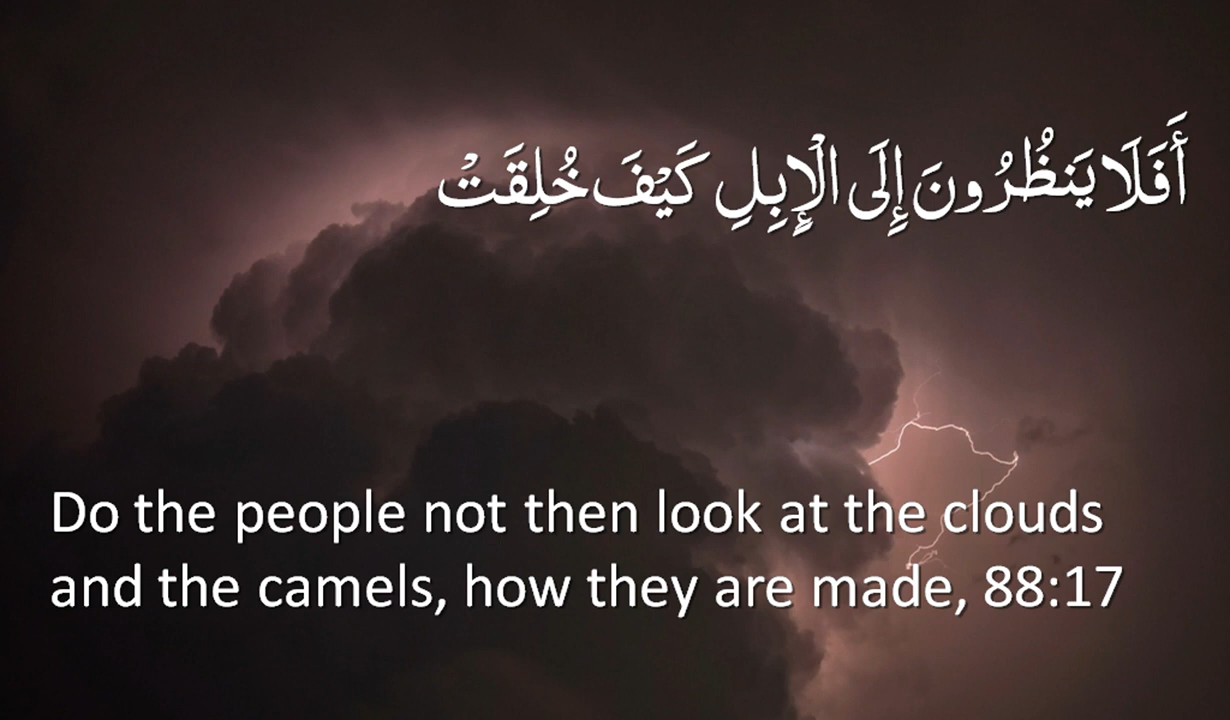 أَفَلَا يَنظُرُونَ إِلَى الْإِبِلِ كَيْفَ خُلِقَتْ
Do the people not then look at the clouds
and the camels, how they are made, 88:17